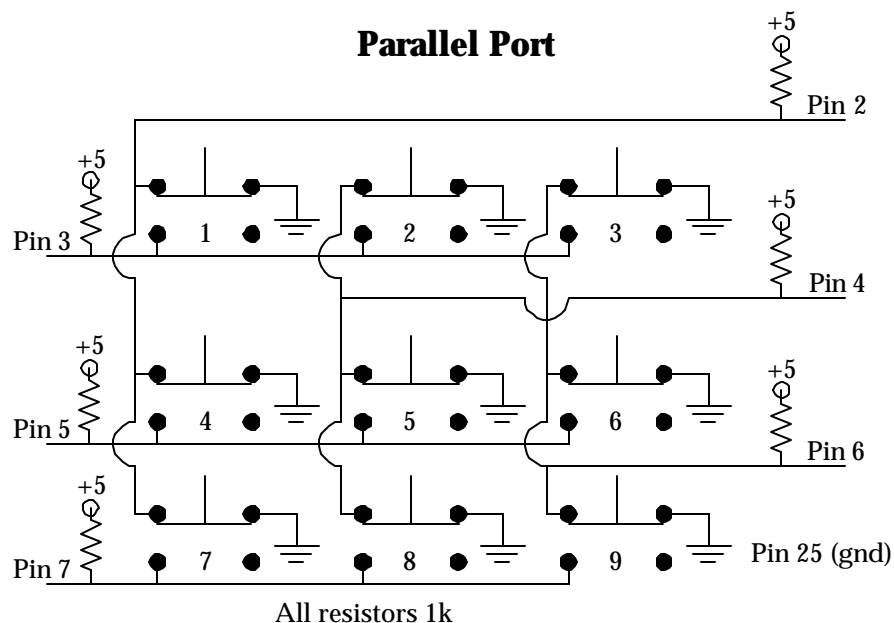 Parallel Port
+5
Pin 2
+5
Pin 3
1
2
3
+5
Pin 4
+5
Pin 5
4
5
6
+5
Pin 6
+5
Pin 7
7
8
9
Pin 25 (gnd)
All resistors 1k